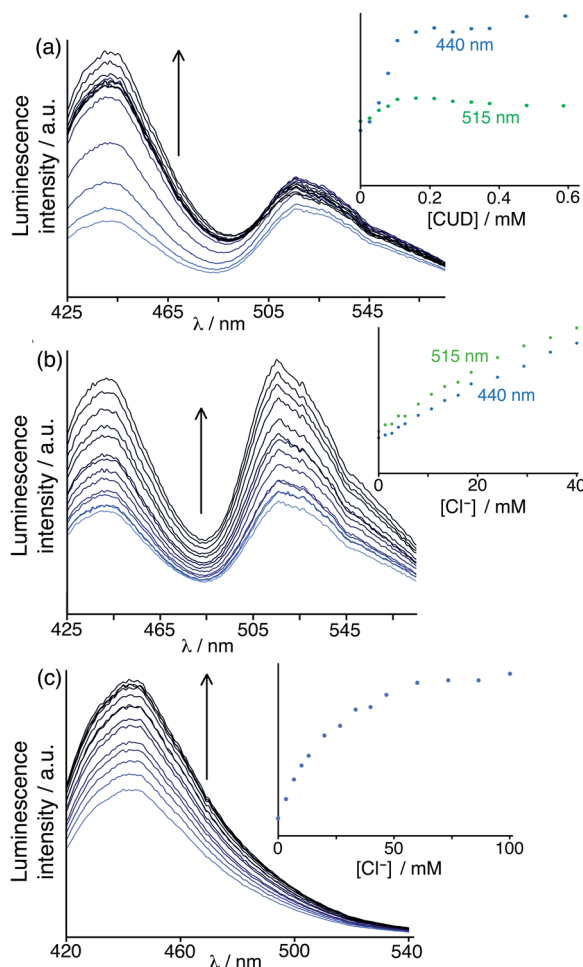 (a)
Luminescence
intensity / a.u.
425
465
505
545
λ / nm
440 nm
515 nm
0
0.2
0.4
0.6
[CUD] / mM
(b)
Luminescence
intensity / a.u.
425
465
505
545
λ / nm
515 nm
440 nm
0
20
40
[Cl⁻] / mM
(c)
Luminescence
intensity / a.u.
420
460
500
540
λ / nm
0
50
100
[Cl⁻] / mM